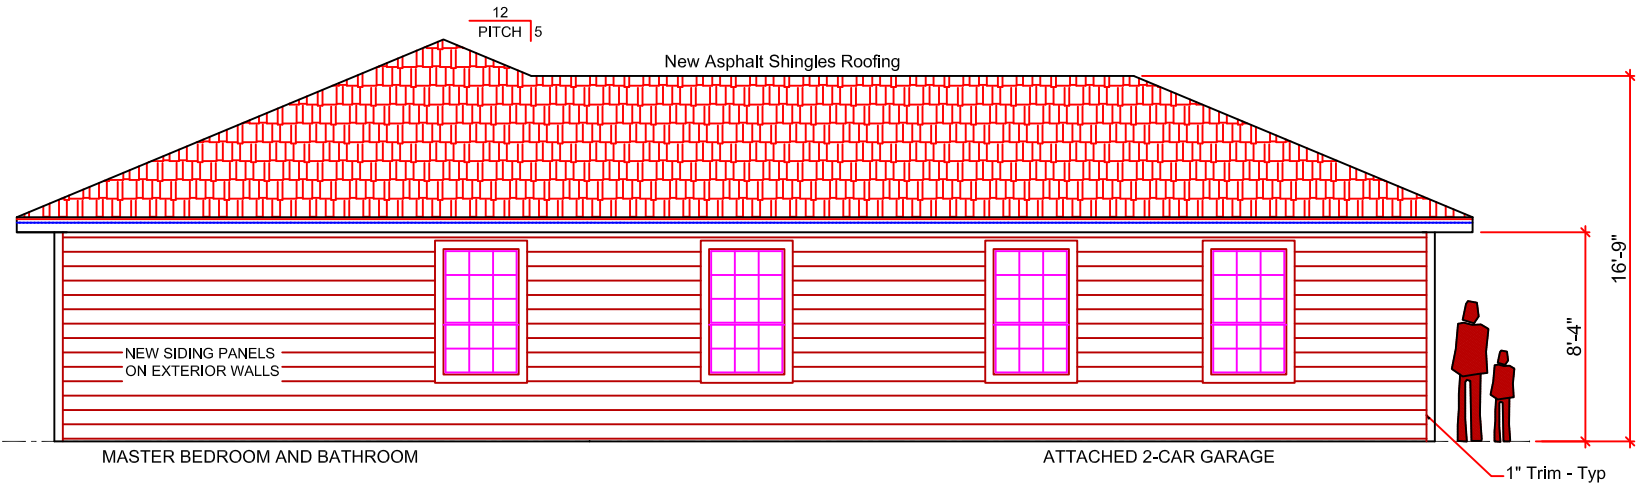 12
PITCH 5
New Asphalt Shingles Roofing
16'-9"
8'-4"
NEW SIDING PANELS
ON EXTERIOR WALLS
MASTER BEDROOM AND BATHROOM
ATTACHED 2-CAR GARAGE
1" Trim - Typ